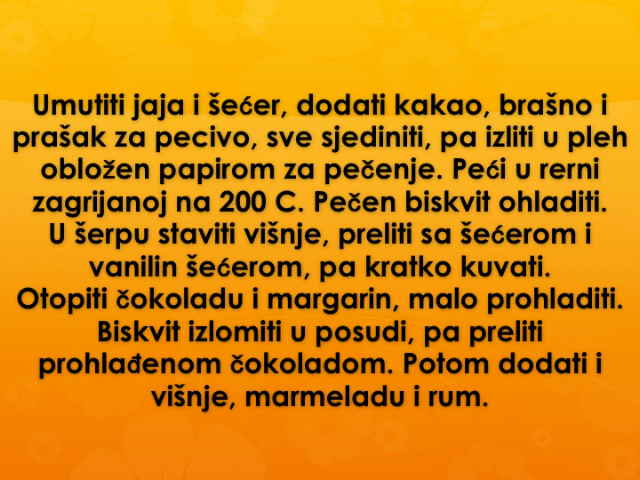 Umutiti jaja i šećer, dodati kakao, brašno i
prašak za pecivo, sve sjediniti, pa izliti u pleh
obložen papirom za pečenje. Peći u rerni
zagrijanoj na 200 C. Pečen biskvit ohladiti.
U šerpu staviti višnje, preliti sa šećerom i
vanilin šećerom, pa kratko kuvati.
Otopiti čokoladu i margarin, malo prohladiti.
Biskvit izlomiti u posudi, pa preliti
prohlađenom čokoladom. Potom dodati i
višnje, marmeladu i rum.